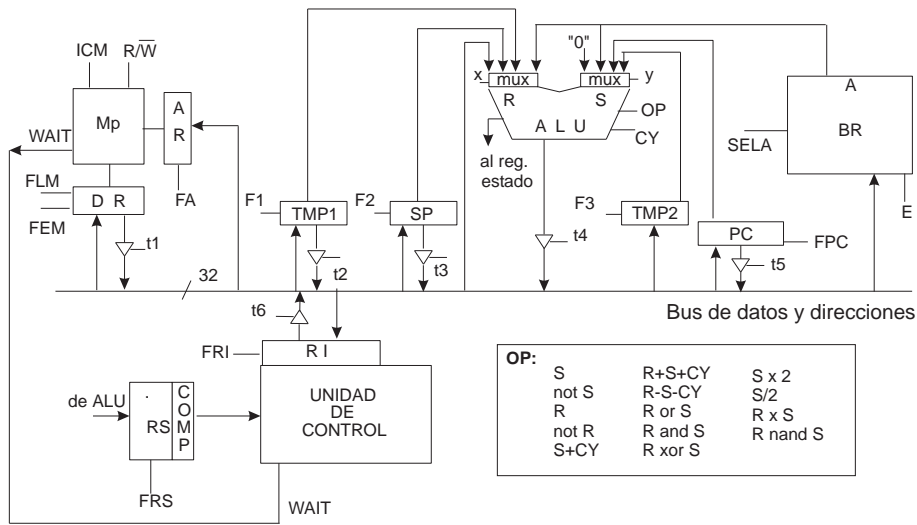 ICM
R/W̅
"0"
x
mux
mux
y
A
R
S
A
R
Mp
OP
BR
WAIT
A L U
CY
SELA
al reg.
estado
FLM
D R
FA
F1
TMP1
F2
SP
F3
TMP2
E
FEM
PC
FPC
t1
t4
t2
t3
t5
32
Bus de datos y direcciones
t6
FRI
R I
OP:
S
R+S+CY
S x 2
not S
R-S-CY
S/2
R
R or S
R x S
not R
R and S
R nand S
S+CY
R xor S
UNIDAD
DE
CONTROL
de ALU
RS
C
O
M
P
FRS
WAIT